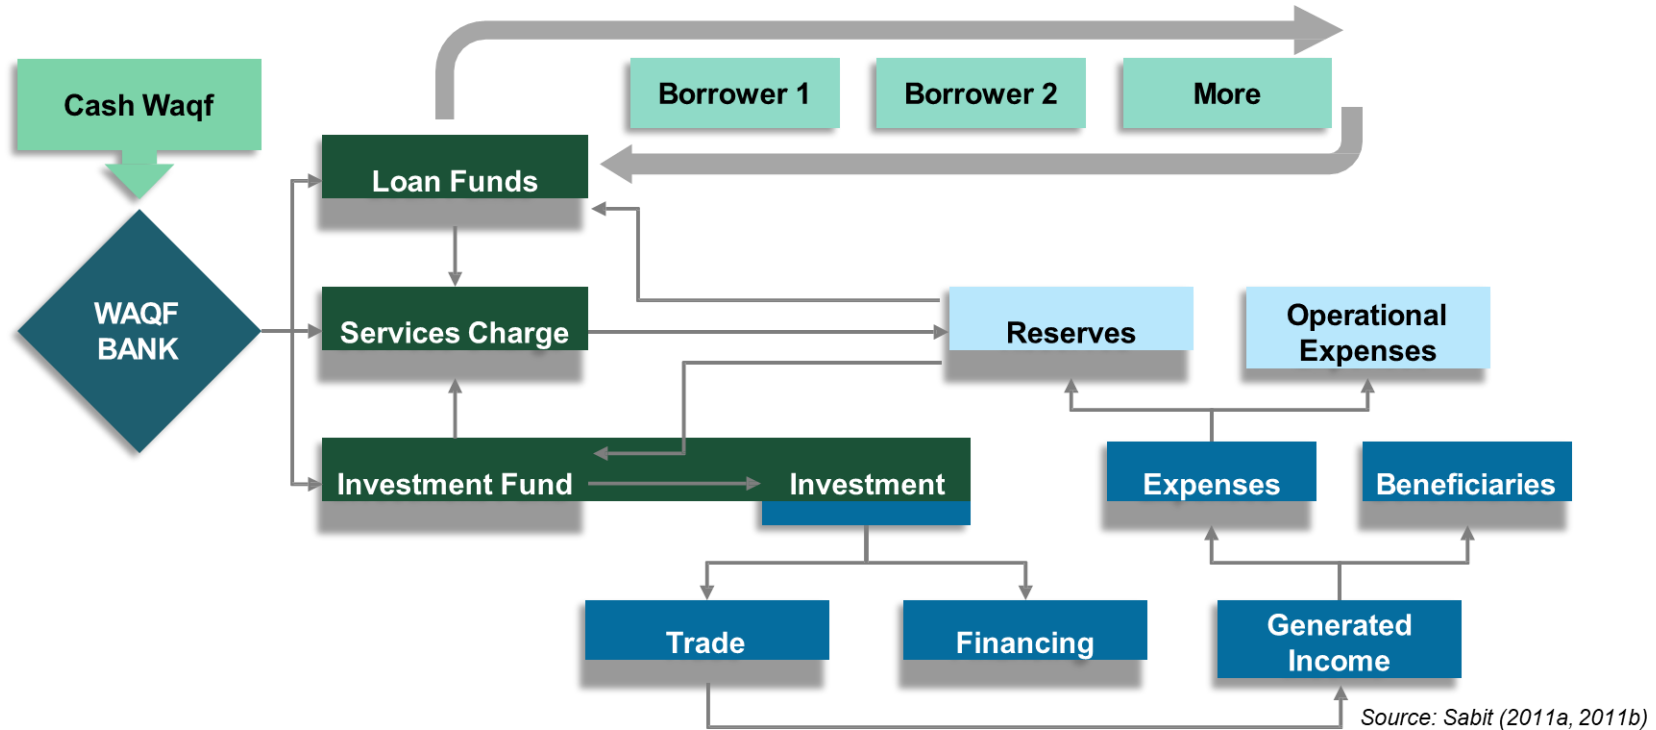 Cash Waqf
Borrower 1
Borrower 2
More
Loan Funds
WAQF
BANK
Services Charge
Reserves
Operational
Expenses
Investment Fund
Investment
Expenses
Beneficiaries
Trade
Financing
Generated
Income
Source: Sabit (2011a, 2011b)